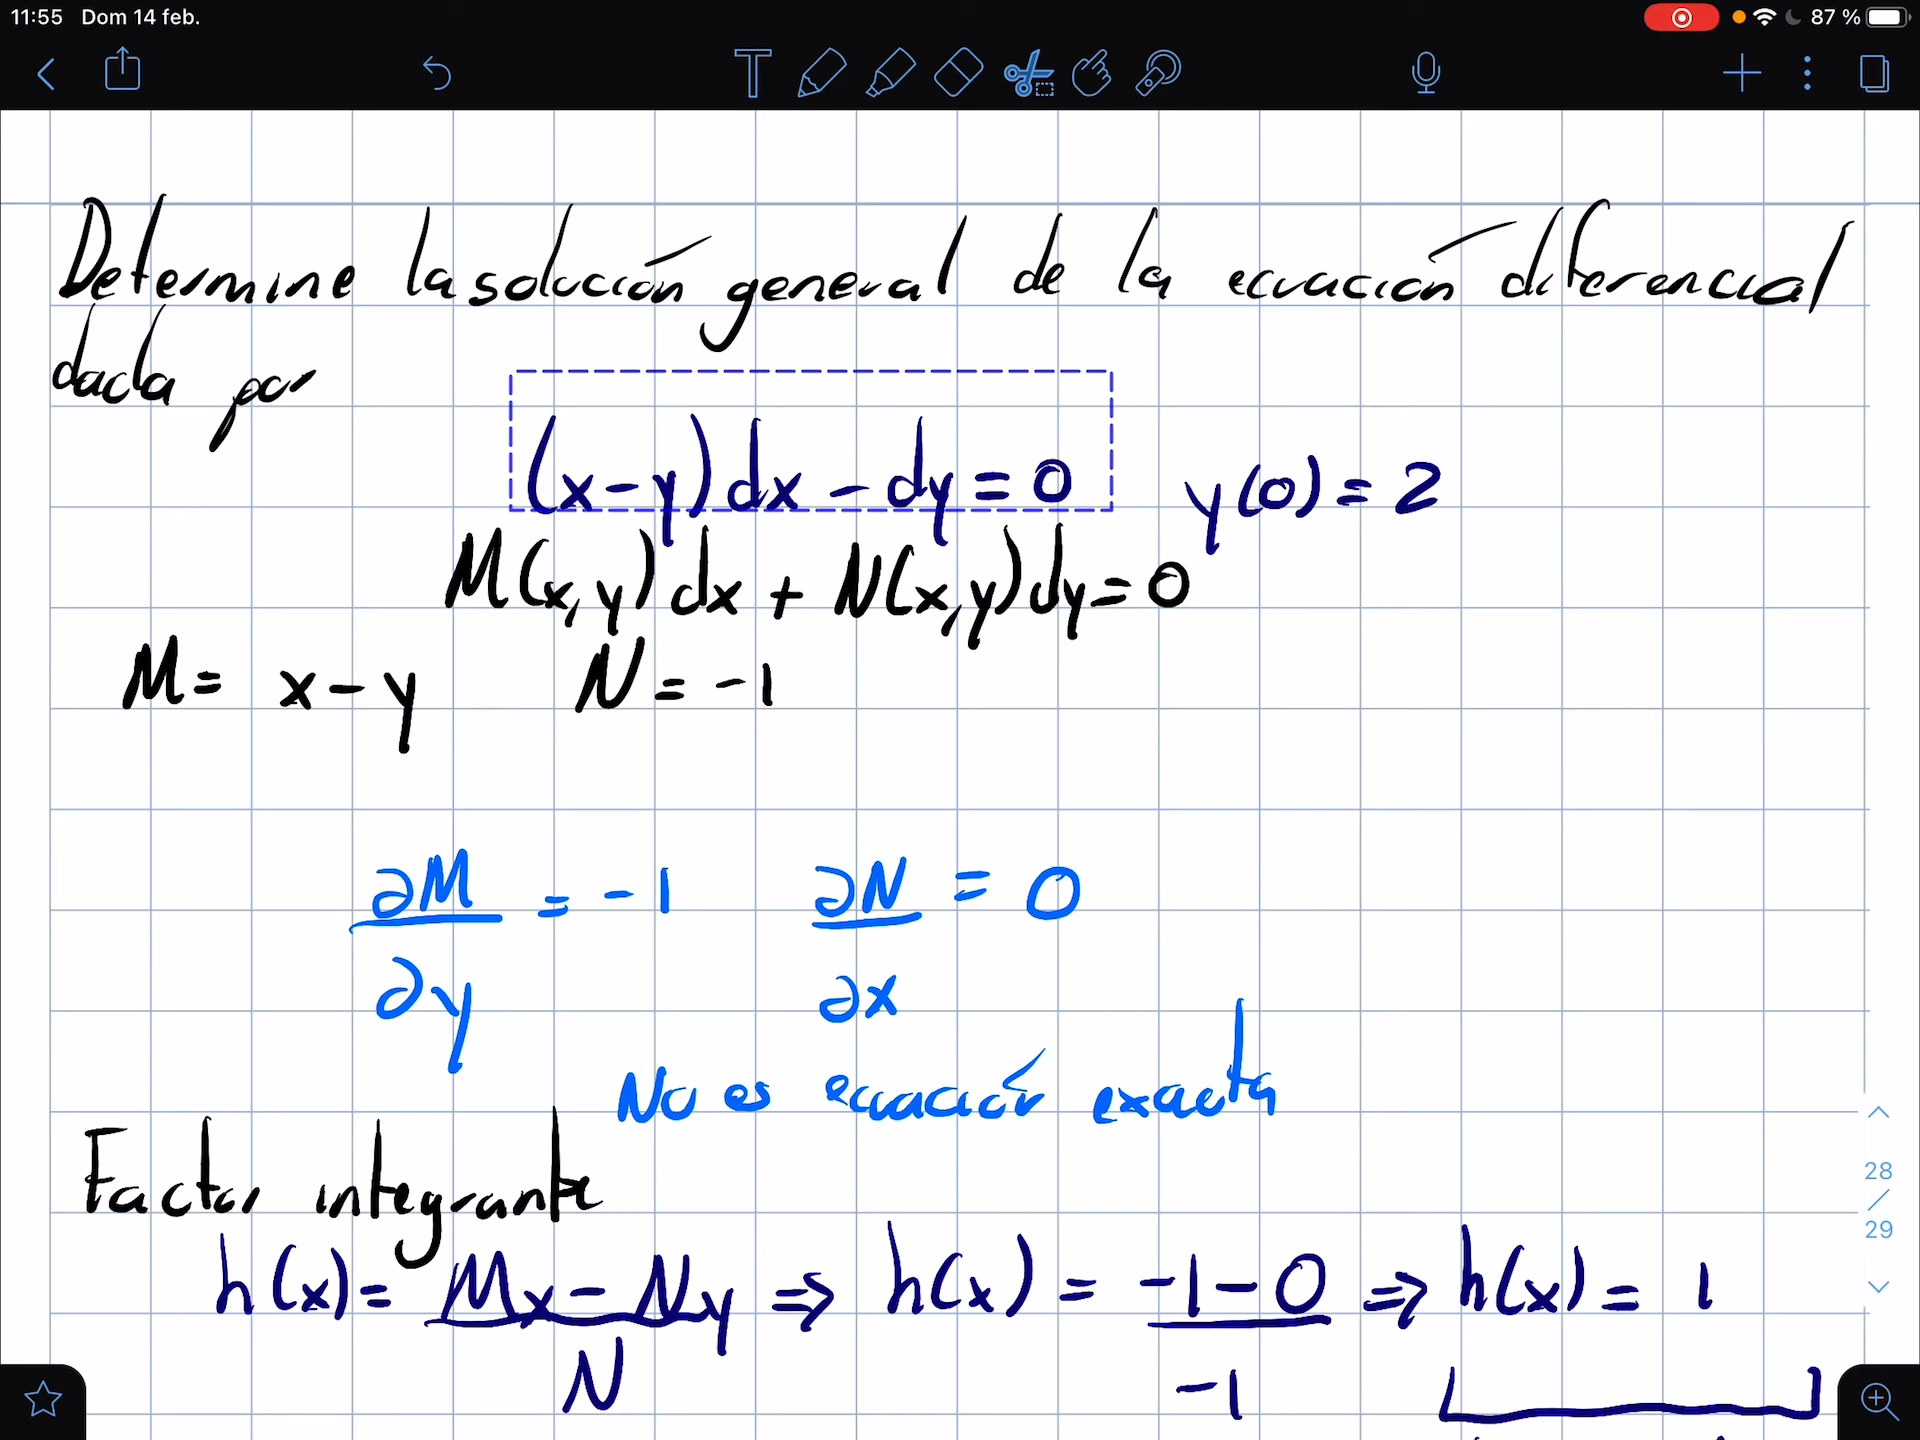 11:55 Dom 14 feb. 87 %
Determine la solución general de la ecuación diferencial
dada por
(x-y)dx - dy = 0 y(0) = 2
M(x,y)dx + N(x,y)dy = 0
M = x - y N = -1
∂M/∂y = -1 ∂N/∂x = 0
No es ecuación exacta
Factor integrante
h(x) = (Mx - Ny)/N ⇒ h(x) = (-1 - 0)/-1 ⇒ h(x) = 1
28
/
29